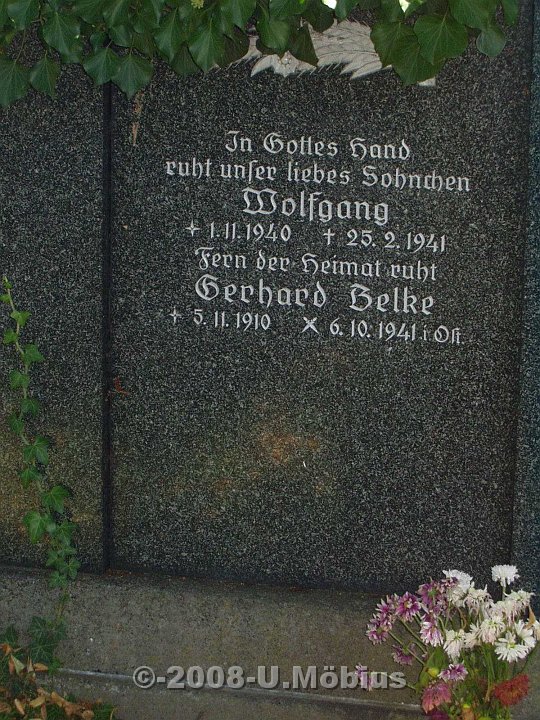 In Gottes Hand
ruht unser liebes Söhnchen
Wolfgang
* 1.11.1940 † 25.2.1941
Fern der Heimat ruht
Gerhard Belke
* 5.11.1910 ⚔ 6.10.1941 i. Ost.
©-2008-U.Möbius